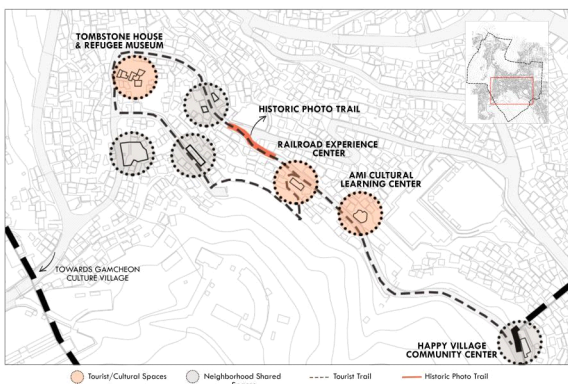 TOMBSTONE HOUSE
& REFUGEE MUSEUM
HISTORIC PHOTO TRAIL
RAILROAD EXPERIENCE
CENTER
AMI CULTURAL
LEARNING CENTER
TOWARDS GAMCHEON
CULTURE VILLAGE
HAPPY VILLAGE
COMMUNITY CENTER
Tourist/Cultural Spaces
Neighborhood Shared
Tourist Trail
Historic Photo Trail